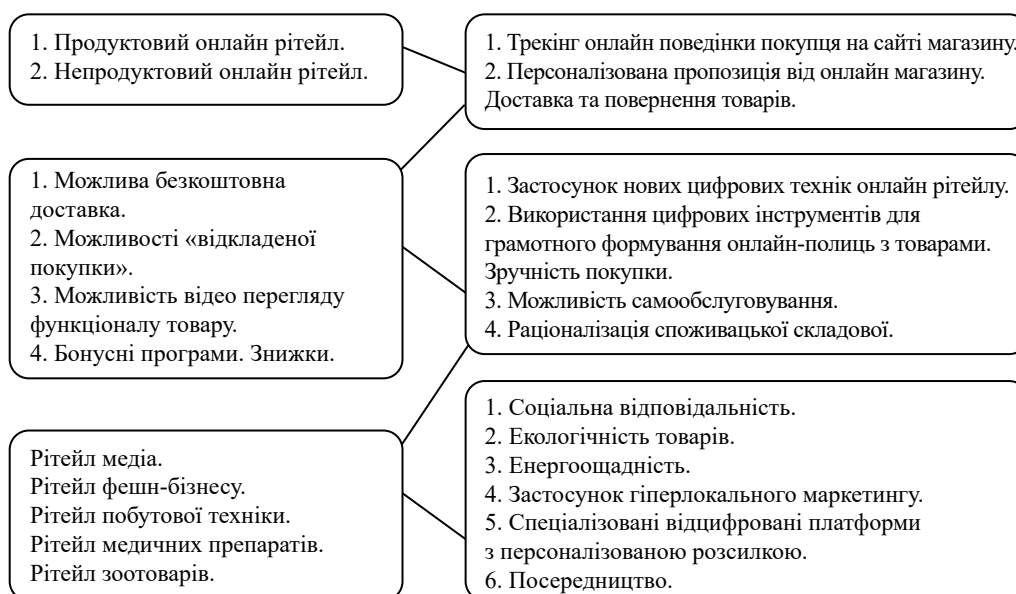 1. Продуктовий онлайн рітейл.
2. Непродуктовий онлайн рітейл.
1. Трекінг онлайн поведінки покупця на сайті магазину.
2. Персоналізована пропозиція від онлайн магазину.
Доставка та повернення товарів.
1. Можлива безкоштовна
доставка.
2. Можливості «відкладеної
покупки».
3. Можливість відео перегляду
функціоналу товару.
4. Бонусні програми. Знижки.
1. Застосунок нових цифрових технік онлайн рітейлу.
2. Використання цифрових інструментів для
грамотного формування онлайн-полиць з товарами.
Зручність покупки.
3. Можливість самообслуговування.
4. Раціоналізація споживацької складової.
Рітейл медіа.
Рітейл фешн-бізнесу.
Рітейл побутової техніки.
Рітейл медичних препаратів.
Рітейл зоотоварів.
1. Соціальна відповідальність.
2. Екологічність товарів.
3. Енергоощадність.
4. Застосунок гіперлокального маркетингу.
5. Спеціалізовані відцифровані платформи
з персоналізованою розсилкою.
6. Посередництво.